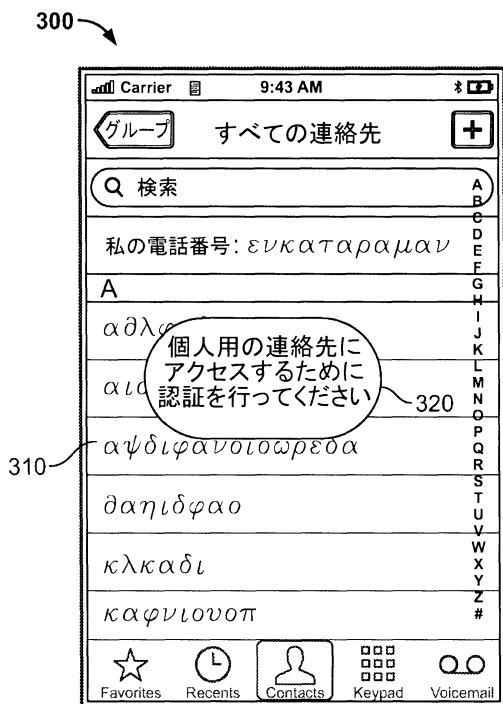 300
Carrier 9:43 AM
グループ すべての連絡先 +
検索
私の電話番号: ενκαταραμαν
A
個人用の連絡先に
アクセスするために
認証を行ってください
320
310
αψδιφανοιοωρεδα
∂αηιδφαο
κλκαδι
καφνιουοπ
A
B
C
D
E
F
G
H
I
J
K
L
M
N
O
P
Q
R
S
T
U
V
W
X
Y
Z
#
Favorites Recents Contacts Keypad Voicemail